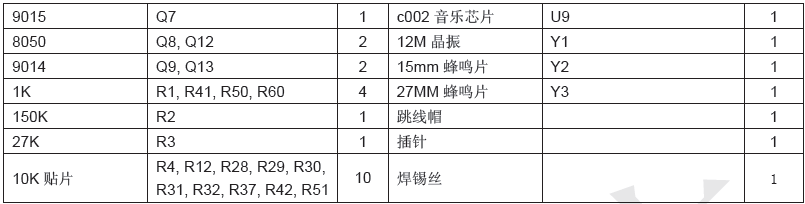 9015 Q7 1 c002 音乐芯片 U9 1
8050 Q8, Q12 2 12M 晶振 Y1 1
9014 Q9, Q13 2 15mm 蜂鸣片 Y2 1
1K R1, R41, R50, R60 4 27MM 蜂鸣片 Y3 1
150K R2 1 跳线帽 1
27K R3 1 插针 1
10K 贴片 R4, R12, R28, R29, R30, 10 焊锡丝 1
R31, R32, R37, R42, R51